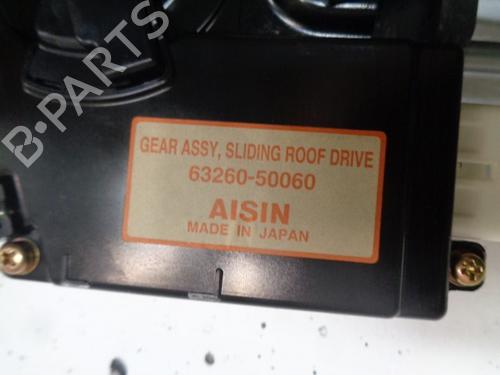 B-PARTS
GEAR ASSY, SLIDING ROOF DRIVE
63260-50060
AISIN
MADE IN JAPAN